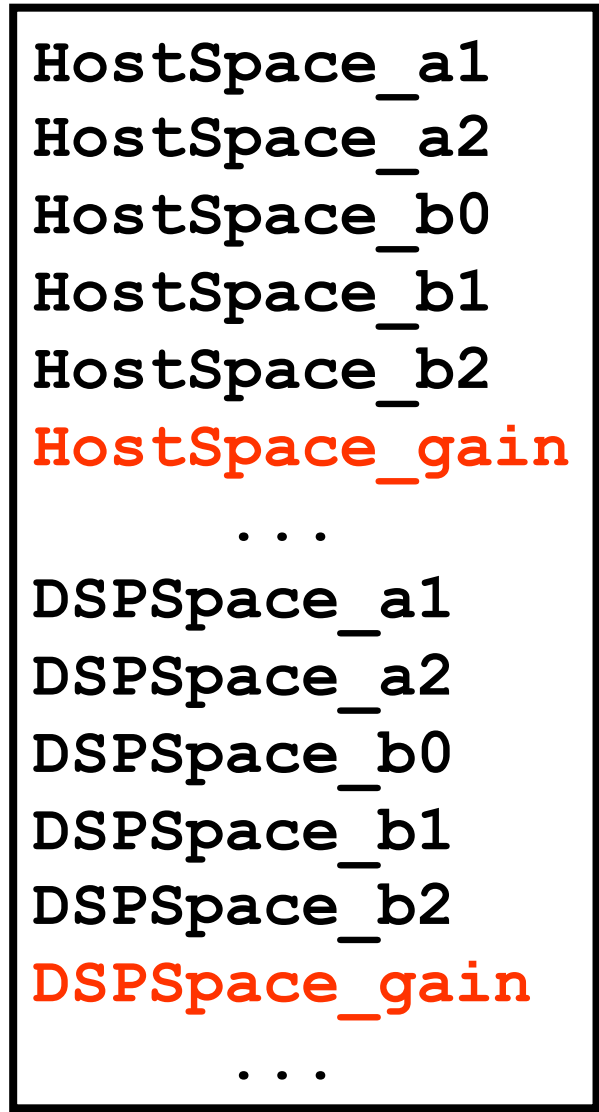 HostSpace_a1
HostSpace_a2
HostSpace_b0
HostSpace_b1
HostSpace_b2
HostSpace_gain
...
DSPSpace_a1
DSPSpace_a2
DSPSpace_b0
DSPSpace_b1
DSPSpace_b2
DSPSpace_gain
...